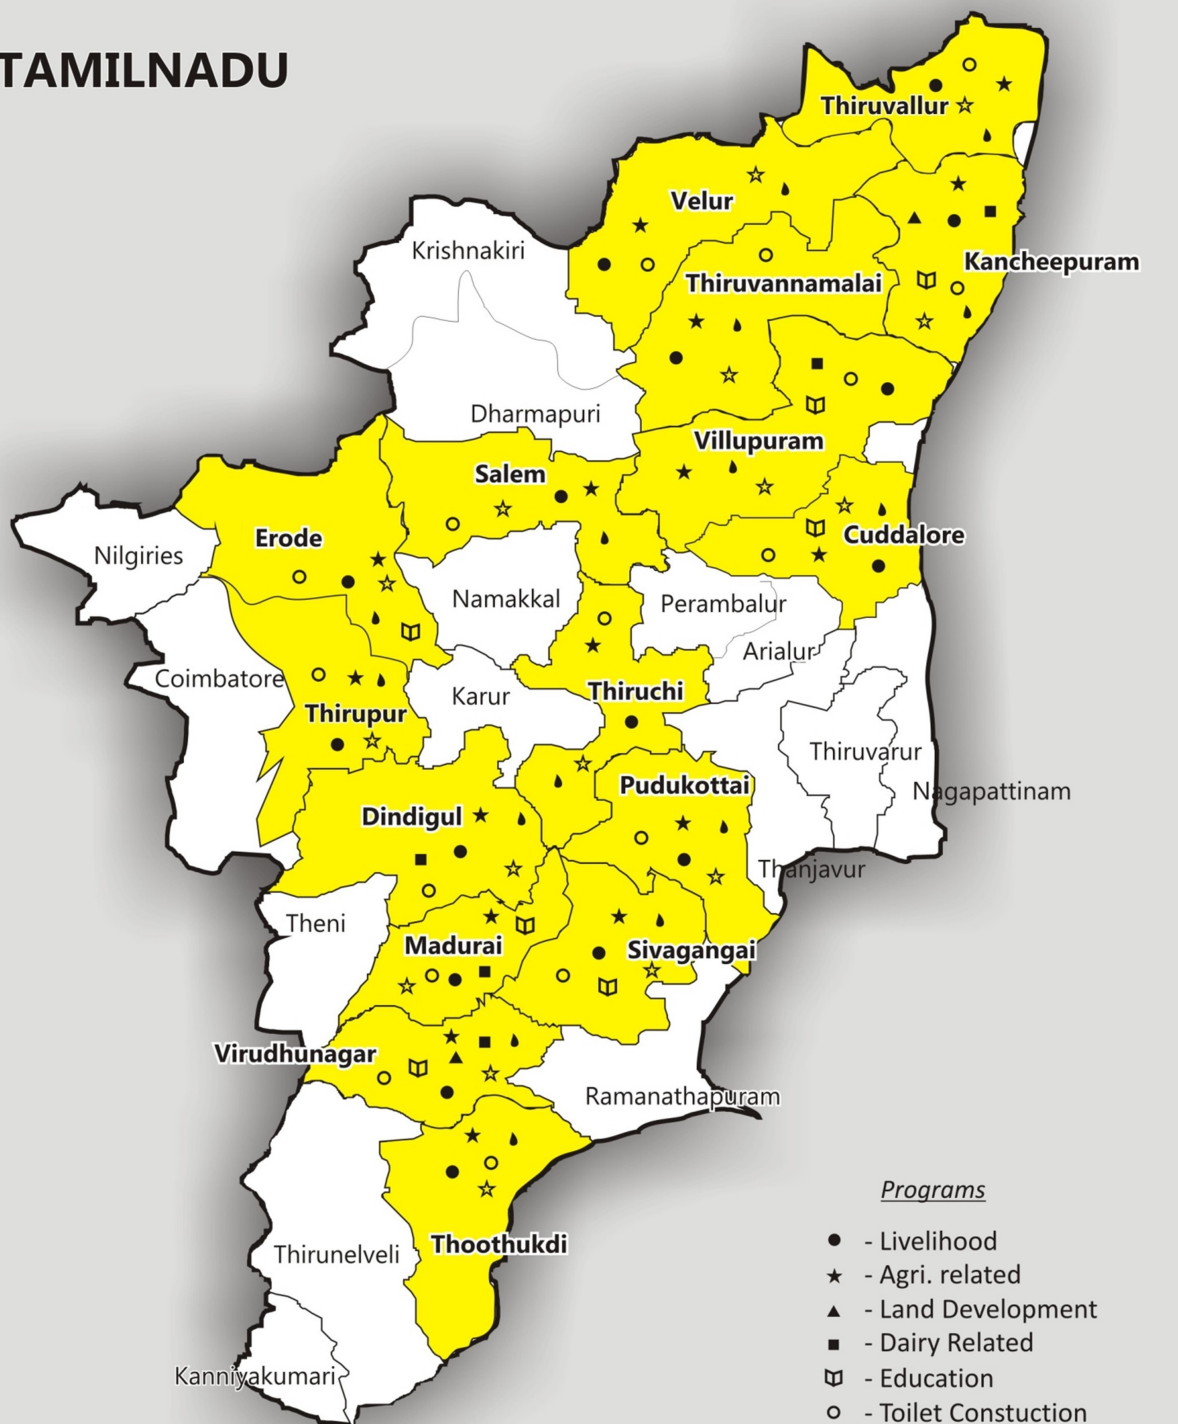 TAMILNADU
Thiruvallur
Velur
Krishnakiri
Kancheepuram
Thiruvannamalai
Dharmapuri
Villupuram
Salem
Cuddalore
Erode
Nilgiries
Namakkal
Perambalur
Arialur
Coimbatore
Karur
Thiruchi
Thirupur
Thiruvarur
Pudukottai
Nagapattinam
Dindigul
Thanjavur
Theni
Madurai
Sivagangai
Virudhunagar
Ramanathapuram
Programs
- Livelihood
Thoothukdi
Thirunelveli
- Agri. related
- Land Development
- Dairy Related
Kanniyakumari
- Education
- Toilet Constuction